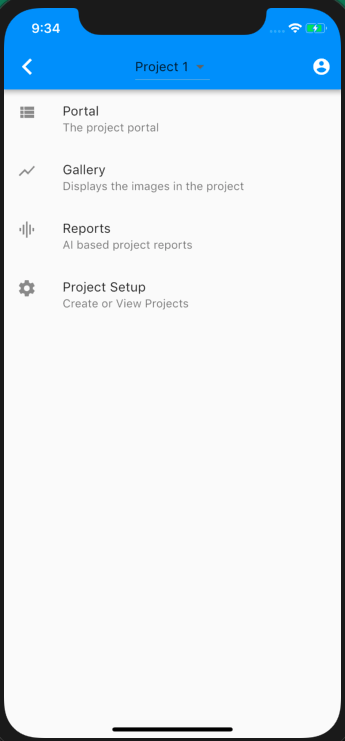 9:34
Project 1
Portal
The project portal
Gallery
Displays the images in the project
Reports
AI based project reports
Project Setup
Create or View Projects